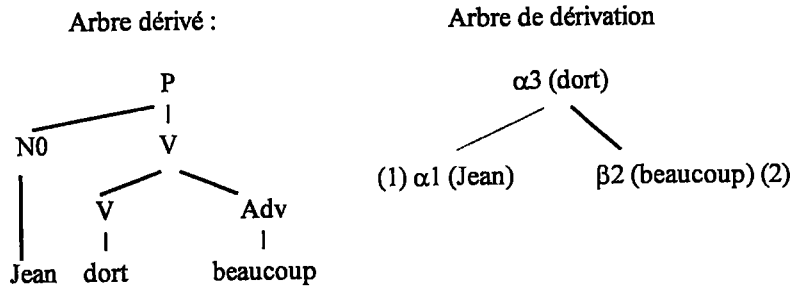 Arbre dérivé :
P
N0 V
V Adv
Jean dort beaucoup
Arbre de dérivation
α3 (dort)
(1) α1 (Jean) β2 (beaucoup) (2)